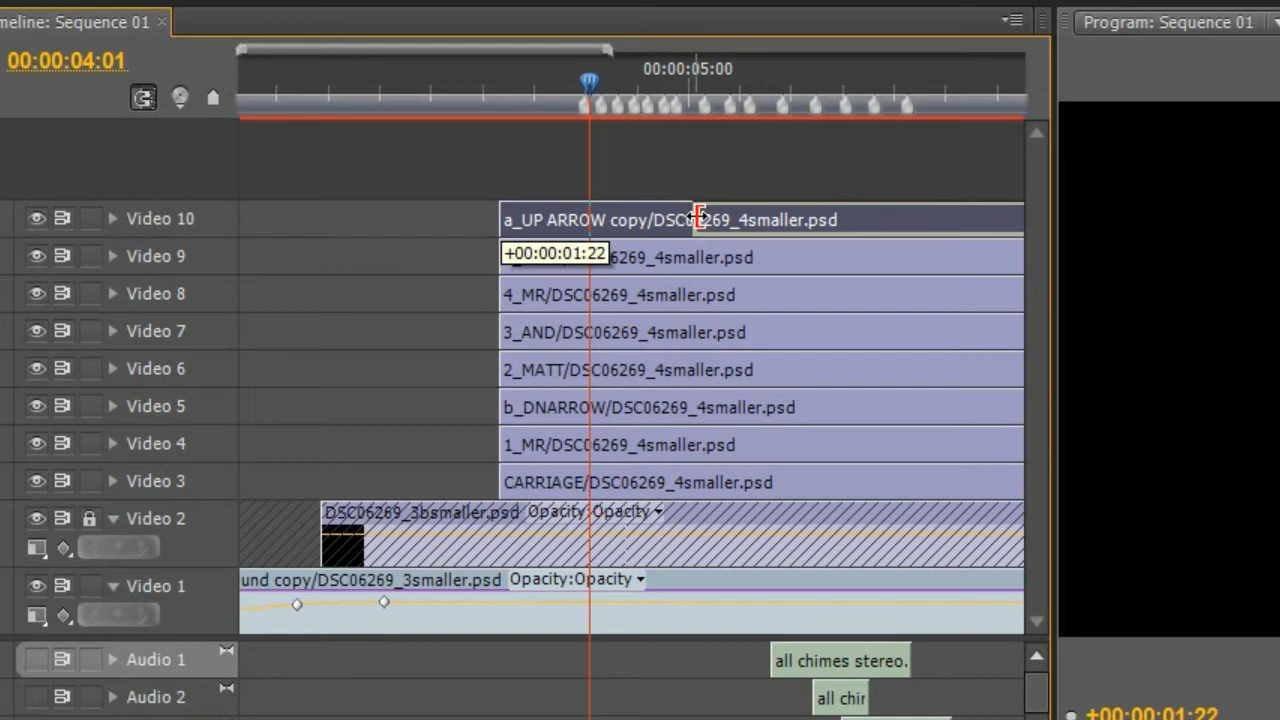 meline: Sequence 01 ×
Program: Sequence 01
00:00:04:01
00:00:05:00
Video 10
a_UP ARROW copy/DSC06269_4smaller.psd
+00:00:01:22
Video 9
6269_4smaller.psd
Video 8
4_MR/DSC06269_4smaller.psd
Video 7
3_AND/DSC06269_4smaller.psd
Video 6
2_MATT/DSC06269_4smaller.psd
Video 5
b_DNARROW/DSC06269_4smaller.psd
Video 4
1_MR/DSC06269_4smaller.psd
Video 3
CARRIAGE/DSC06269_4smaller.psd
Video 2
DSC06269_3bsmaller.psd Opacity:Opacity
Video 1
und copy/DSC06269_3smaller.psd Opacity:Opacity
Audio 1
all chimes stereo.
Audio 2
all chir
+00:00:01:22